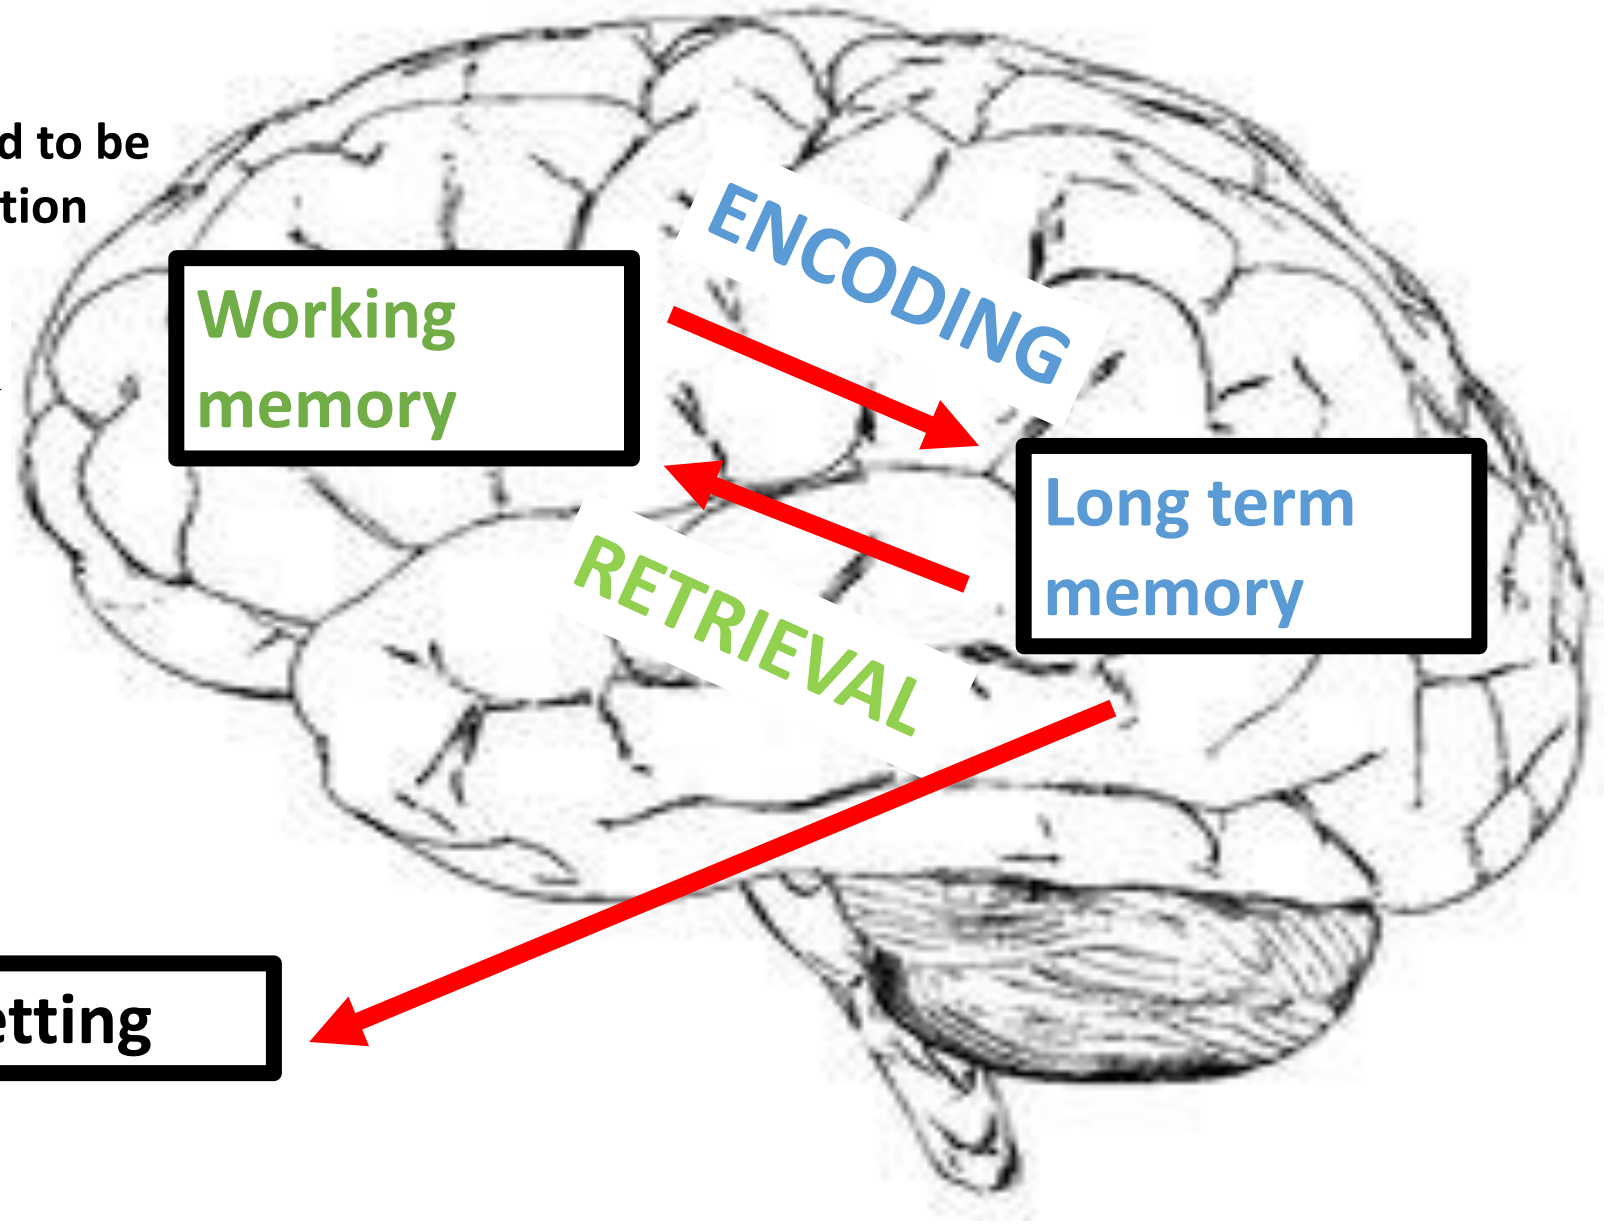 d to be
tion
ENCODING
Working
memory
Long term
memory
RETRIEVAL
etting